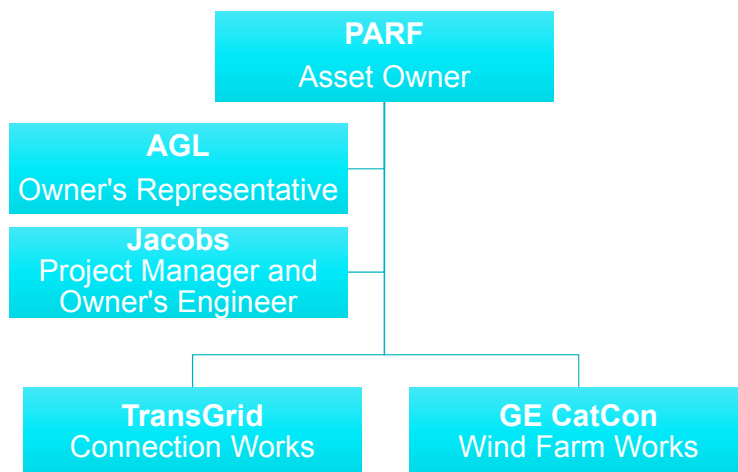 PARF
Asset Owner
AGL
Owner's Representative
Jacobs
Project Manager and
Owner's Engineer
TransGrid
Connection Works
GE CatCon
Wind Farm Works